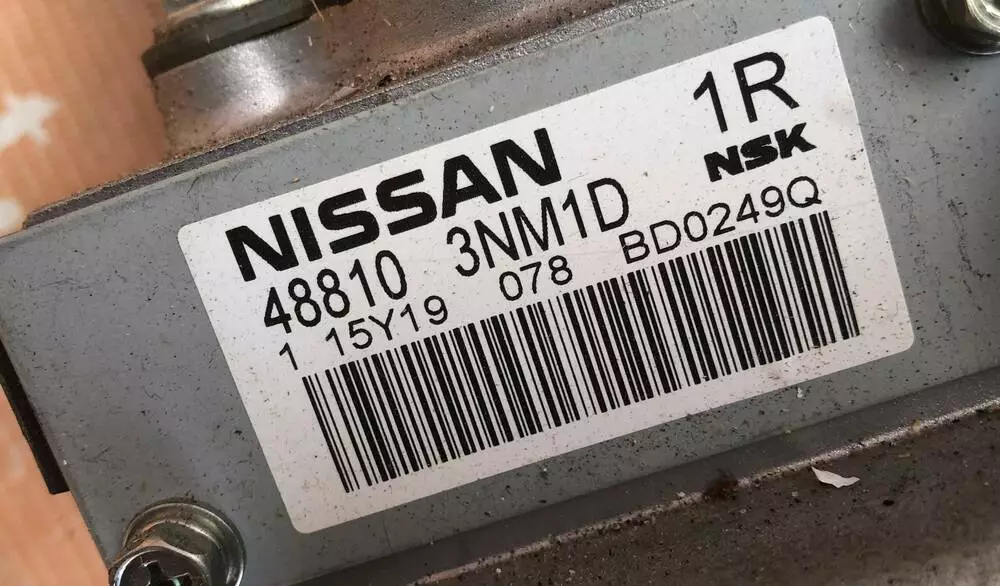 1R
NISSAN NSK
48810 3NM1D
1 15Y19 078 BD0249Q